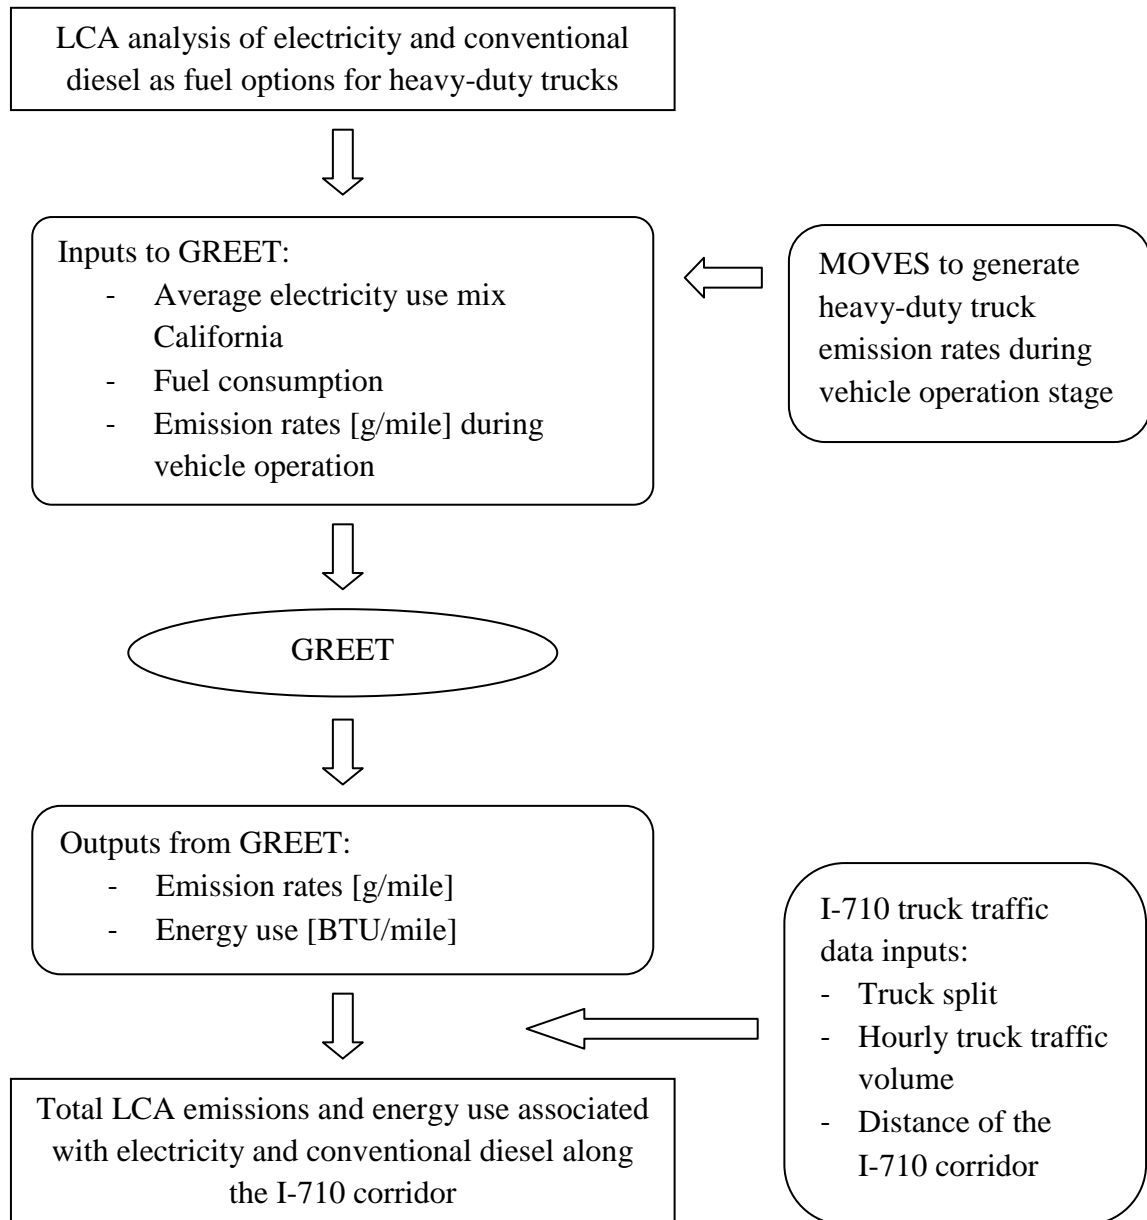 LCA analysis of electricity and conventional
diesel as fuel options for heavy-duty trucks
Inputs to GREET:
- Average electricity use mix
California
- Fuel consumption
- Emission rates [g/mile] during
vehicle operation
MOVES to generate
heavy-duty truck
emission rates during
vehicle operation stage
GREET
Outputs from GREET:
- Emission rates [g/mile]
- Energy use [BTU/mile]
I-710 truck traffic
data inputs:
- Truck split
- Hourly truck traffic
volume
- Distance of the
I-710 corridor
Total LCA emissions and energy use associated
with electricity and conventional diesel along
the I-710 corridor